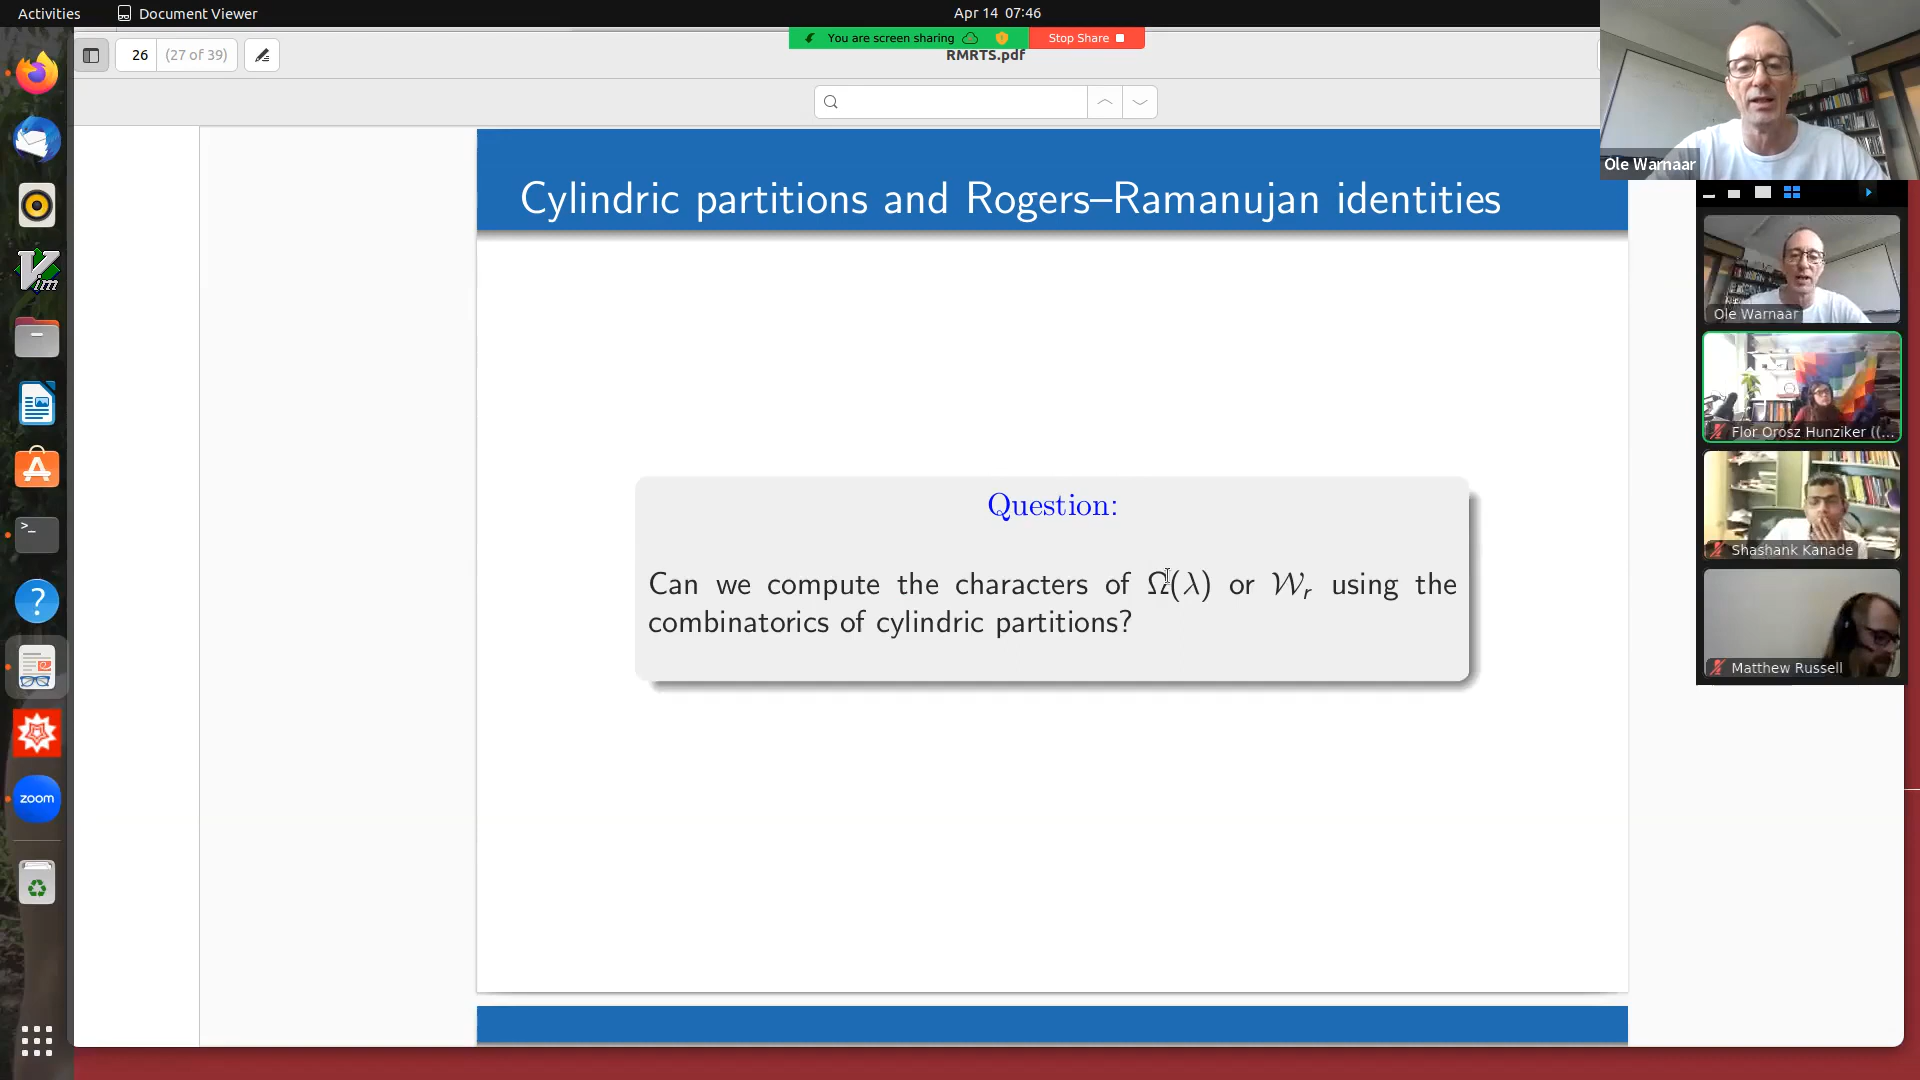 Activities
Document Viewer
Apr 14 07:46
You are screen sharing
Stop Share
26
(27 of 39)
RMRTS.pdf
Ole Warnaar
Cylindric partitions and Rogers–Ramanujan identities
Question:
Can we compute the characters of Ω(λ) or 𝒲ᵣ using the
combinatorics of cylindric partitions?
Ole Warnaar
Flor Orosz Hunziker ((...
Shashank Kanade
Matthew Russell
Vim
>_
?
zoom